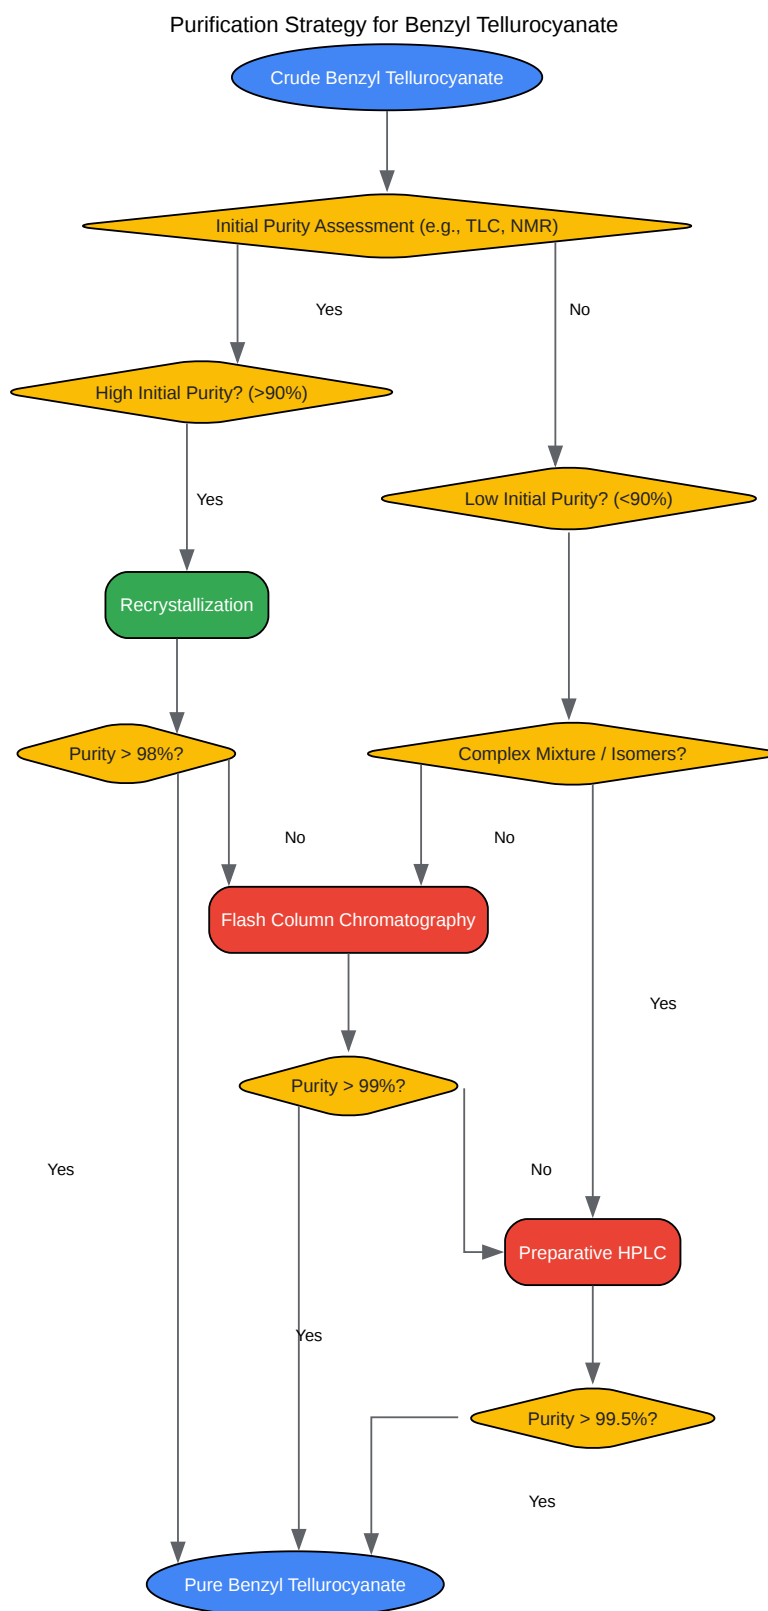 Purification Strategy for Benzyl Tellurocyanate
Crude Benzyl Tellurocyanate
Initial Purity Assessment (e.g., TLC, NMR)
Yes
No
High Initial Purity? (>90%)
Yes
Low Initial Purity? (<90%)
Recrystallization
Purity > 98%?
Complex Mixture / Isomers?
No
No
Flash Column Chromatography
Yes
Purity > 99%?
Yes
No
Preparative HPLC
Yes
Purity > 99.5%?
Yes
Pure Benzyl Tellurocyanate